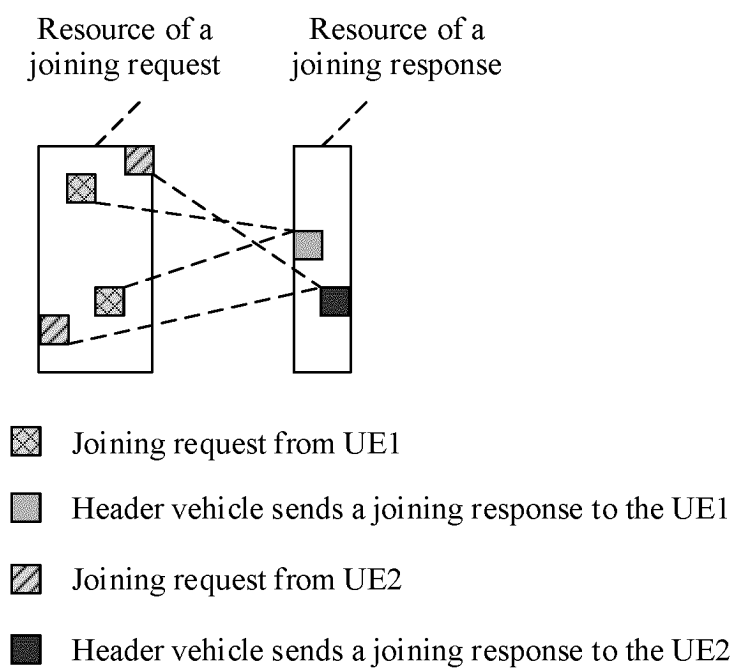 Resource of a
joining request
Resource of a
joining response
Joining request from UE1
Header vehicle sends a joining response to the UE1
Joining request from UE2
Header vehicle sends a joining response to the UE2